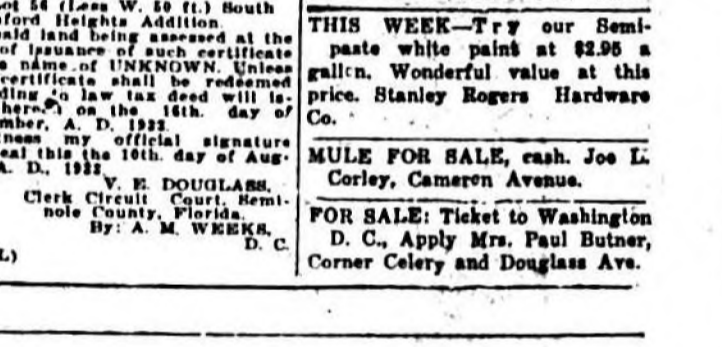 ot 56 (Less W. 50 ft.) South
ford Heights Addition.
aid land being assessed at the
of issuance of such certificate
name of UNKNOWN. Unless
certificate shall be redeemed
ding to law tax deed will is-
hereon on the 16th. day of
mber, A. D. 1933.
ness my official signature
eal this the 10th. day of Aug-
A. D., 1933
V. E. DOUGLASS,
Clerk Circuit Court, Semi-
nole County, Florida.
By: A. M. WEEKS,
D. C.
L)
THIS WEEK—Try our Semi-
paste white paint at $2.95 a
gallon. Wonderful value at this
price. Stanley Rogers Hardware
Co.
MULE FOR SALE, cash. Joe L.
Corley, Cameron Avenue.
FOR SALE: Ticket to Washington
D. C., Apply Mrs. Paul Butner,
Corner Celery and Douglass Ave.